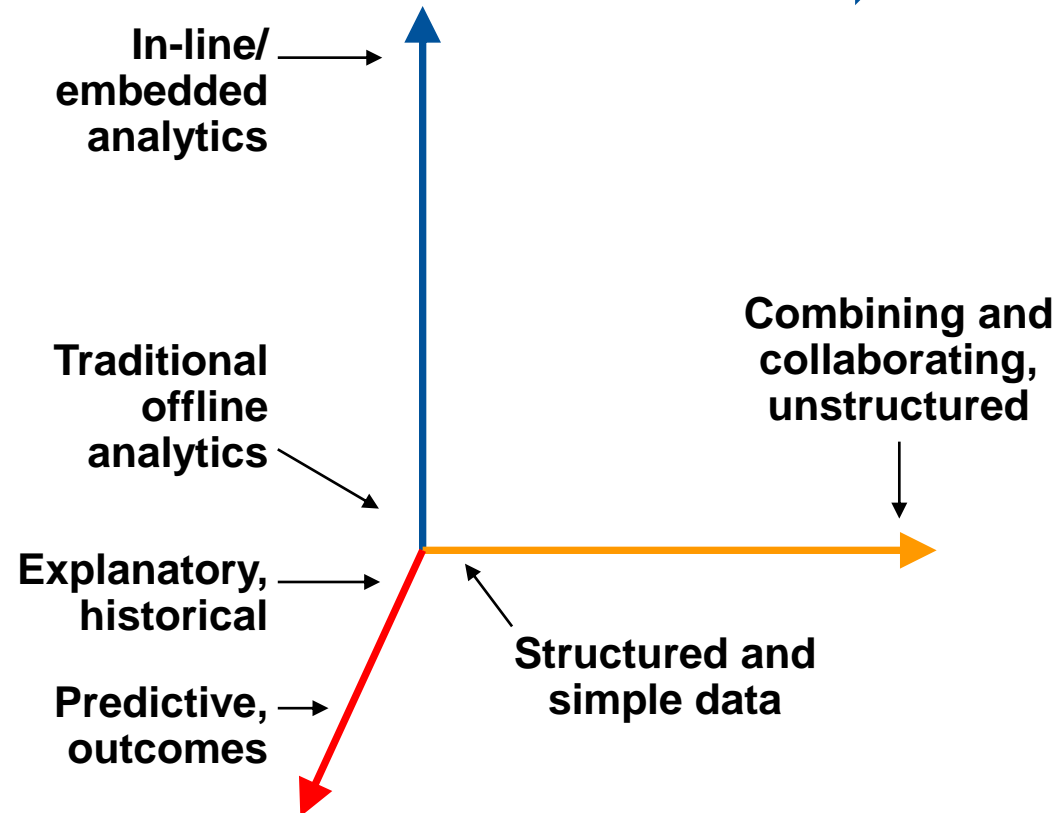 In-line/
embedded
analytics
Traditional
offline
analytics
Explanatory,
historical
Predictive,
outcomes
Combining and
collaborating,
unstructured
Structured and
simple data